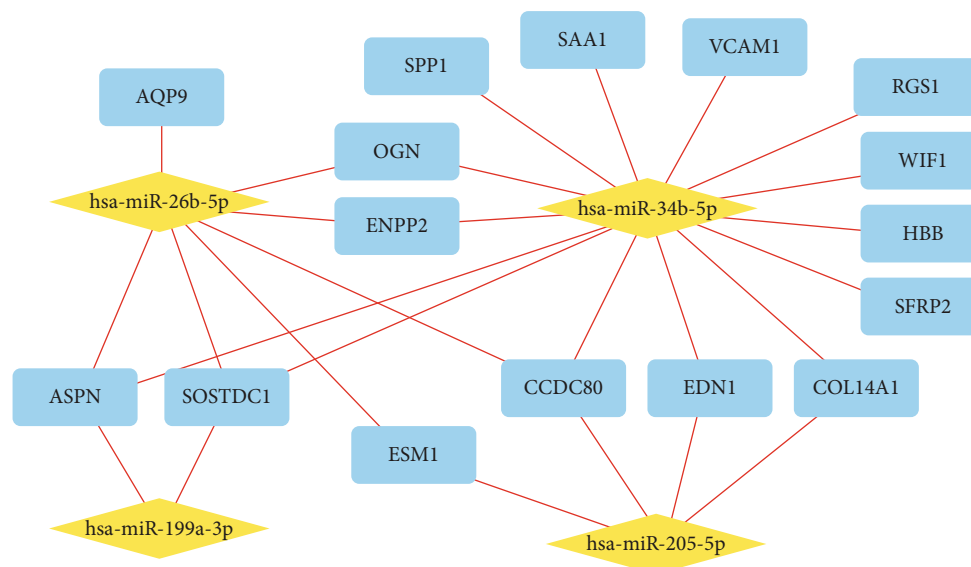 SAA1
VCAM1
SPP1
RGS1
AQP9
OGN
WIF1
hsa-miR-26b-5p
hsa-miR-34b-5p
ENPP2
HBB
SFRP2
ASPN
SOSTDC1
CCDC80
EDN1
COL14A1
ESM1
hsa-miR-199a-3p
hsa-miR-205-5p